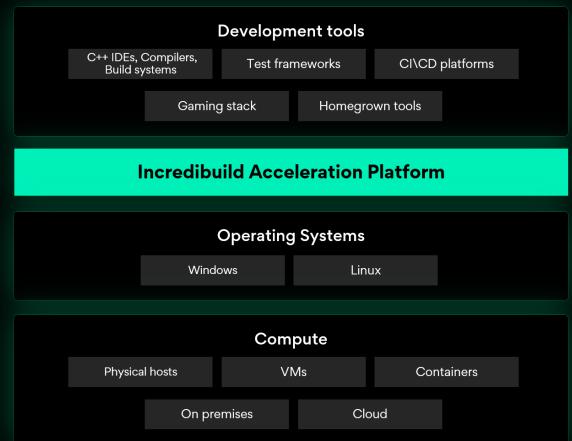 Development tools
C++ IDEs, Compilers,
Build systems
Test frameworks
CI\CD platforms
Gaming stack
Homegrown tools
Incredibuild Acceleration Platform
Operating Systems
Windows
Linux
Compute
Physical hosts
VMs
Containers
On premises
Cloud